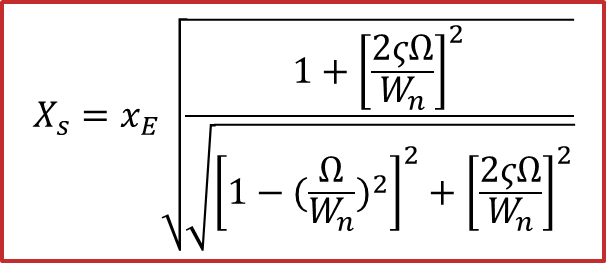 X_s = x_E √((1 + [2ςΩ/W_n]^2) / √([1 − (Ω/W_n)^2]^2 + [2ςΩ/W_n]^2))